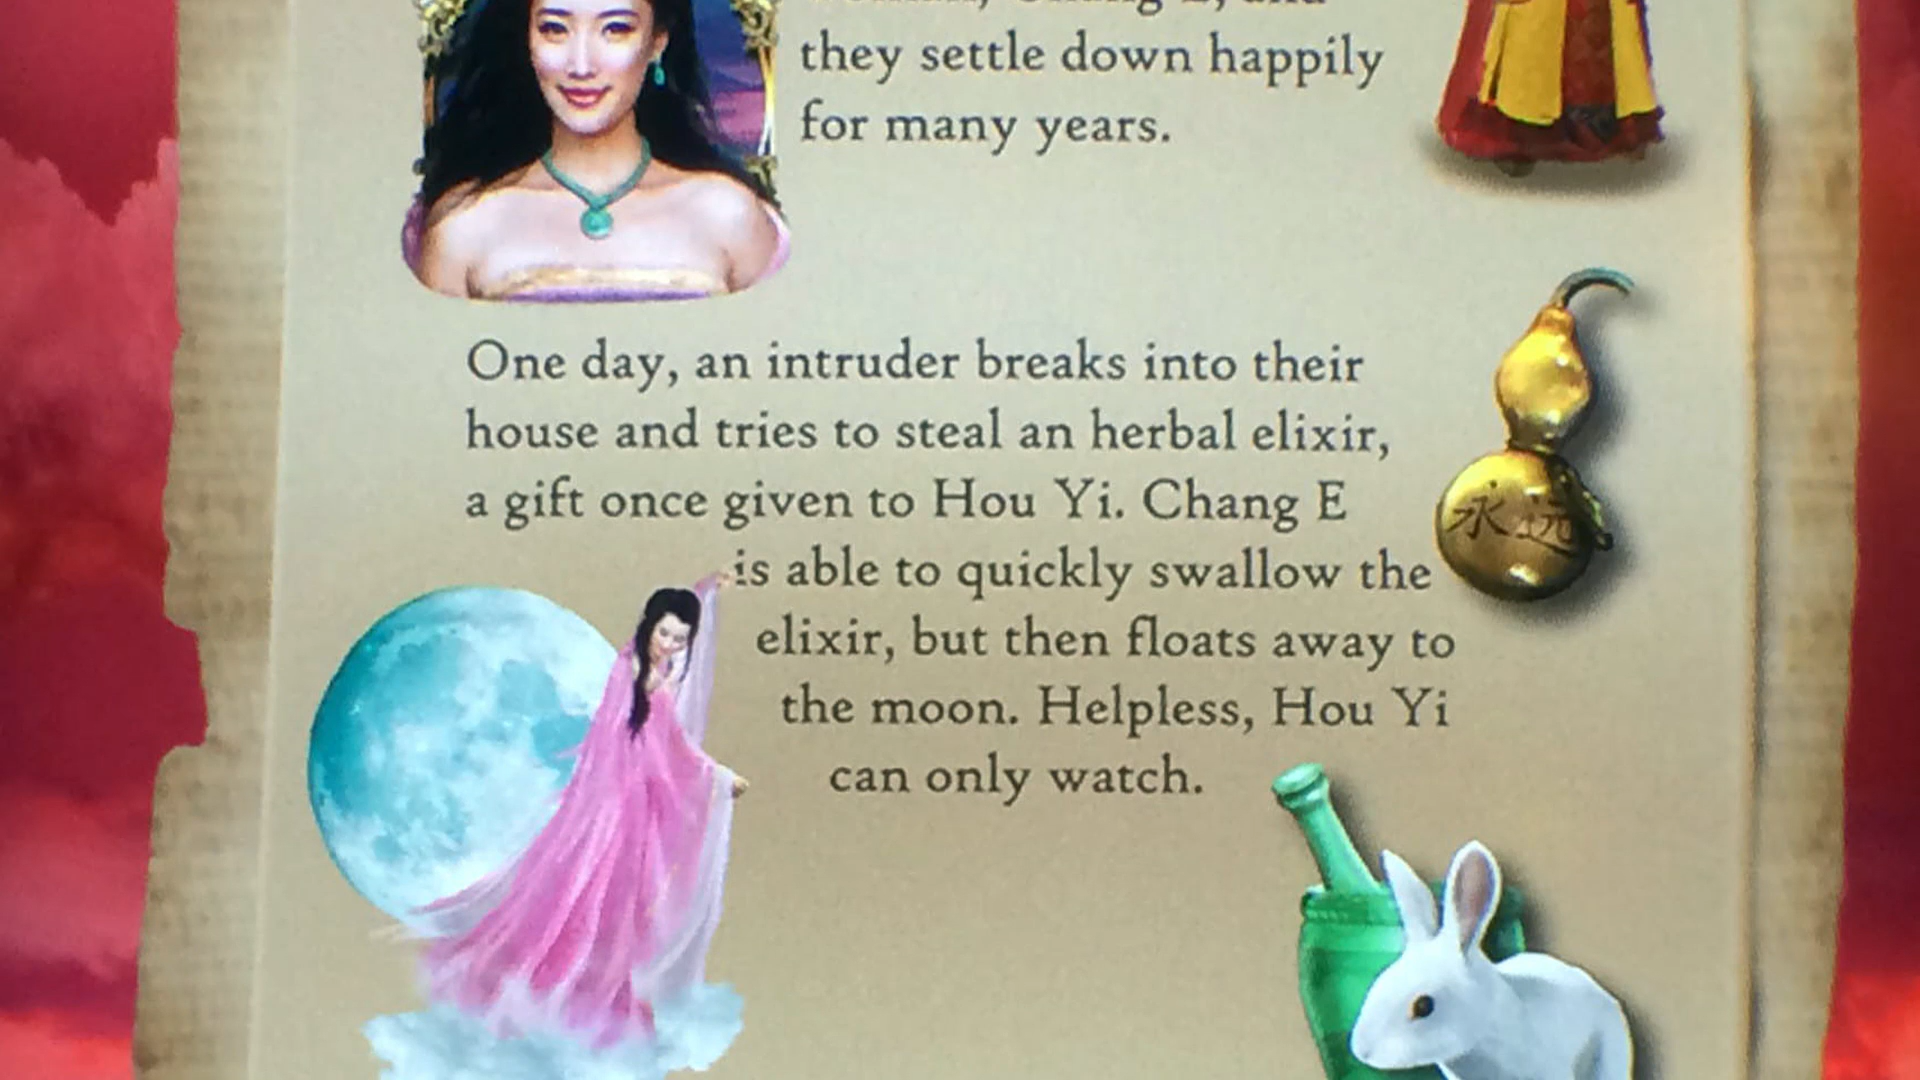 they settle down happily
for many years.
One day, an intruder breaks into their
house and tries to steal an herbal elixir,
a gift once given to Hou Yi. Chang E
is able to quickly swallow the
elixir, but then floats away to
the moon. Helpless, Hou Yi
can only watch.
永远